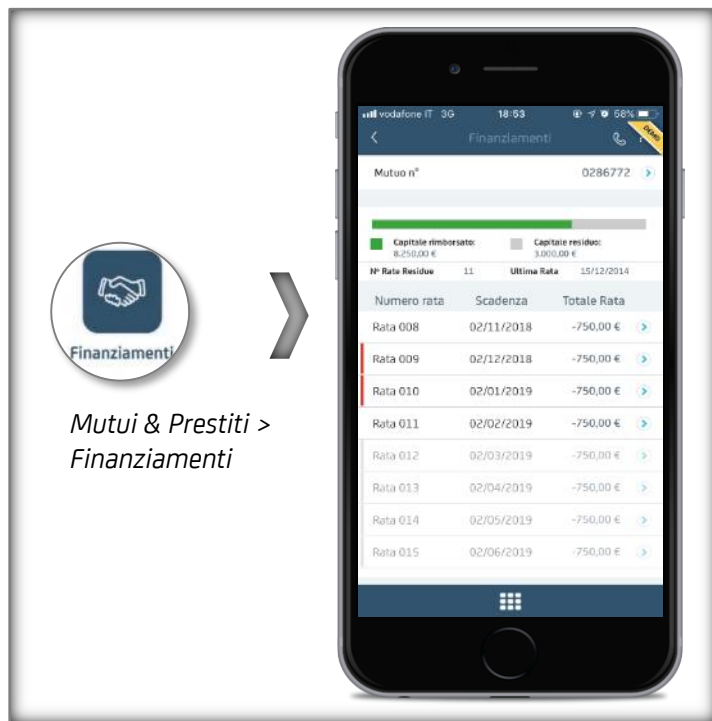 Finanziamenti
Mutui & Prestiti >
Finanziamenti
vodafone IT 3G 18:53 58%
Finanziamenti
DEMO
Mutuo n° 0286772
Capitale rimborsato: Capitale residuo:
8.250,00 € 3.000,00 €
N° Rate Residue 11 Ultima Rata 15/12/2014
Numero rata Scadenza Totale Rata
Rata 008 02/11/2018 -750,00 €
Rata 009 02/12/2018 -750,00 €
Rata 010 02/01/2019 -750,00 €
Rata 011 02/02/2019 -750,00 €
Rata 012 02/03/2019 -750,00 €
Rata 013 02/04/2019 -750,00 €
Rata 014 02/05/2019 -750,00 €
Rata 015 02/06/2019 -750,00 €